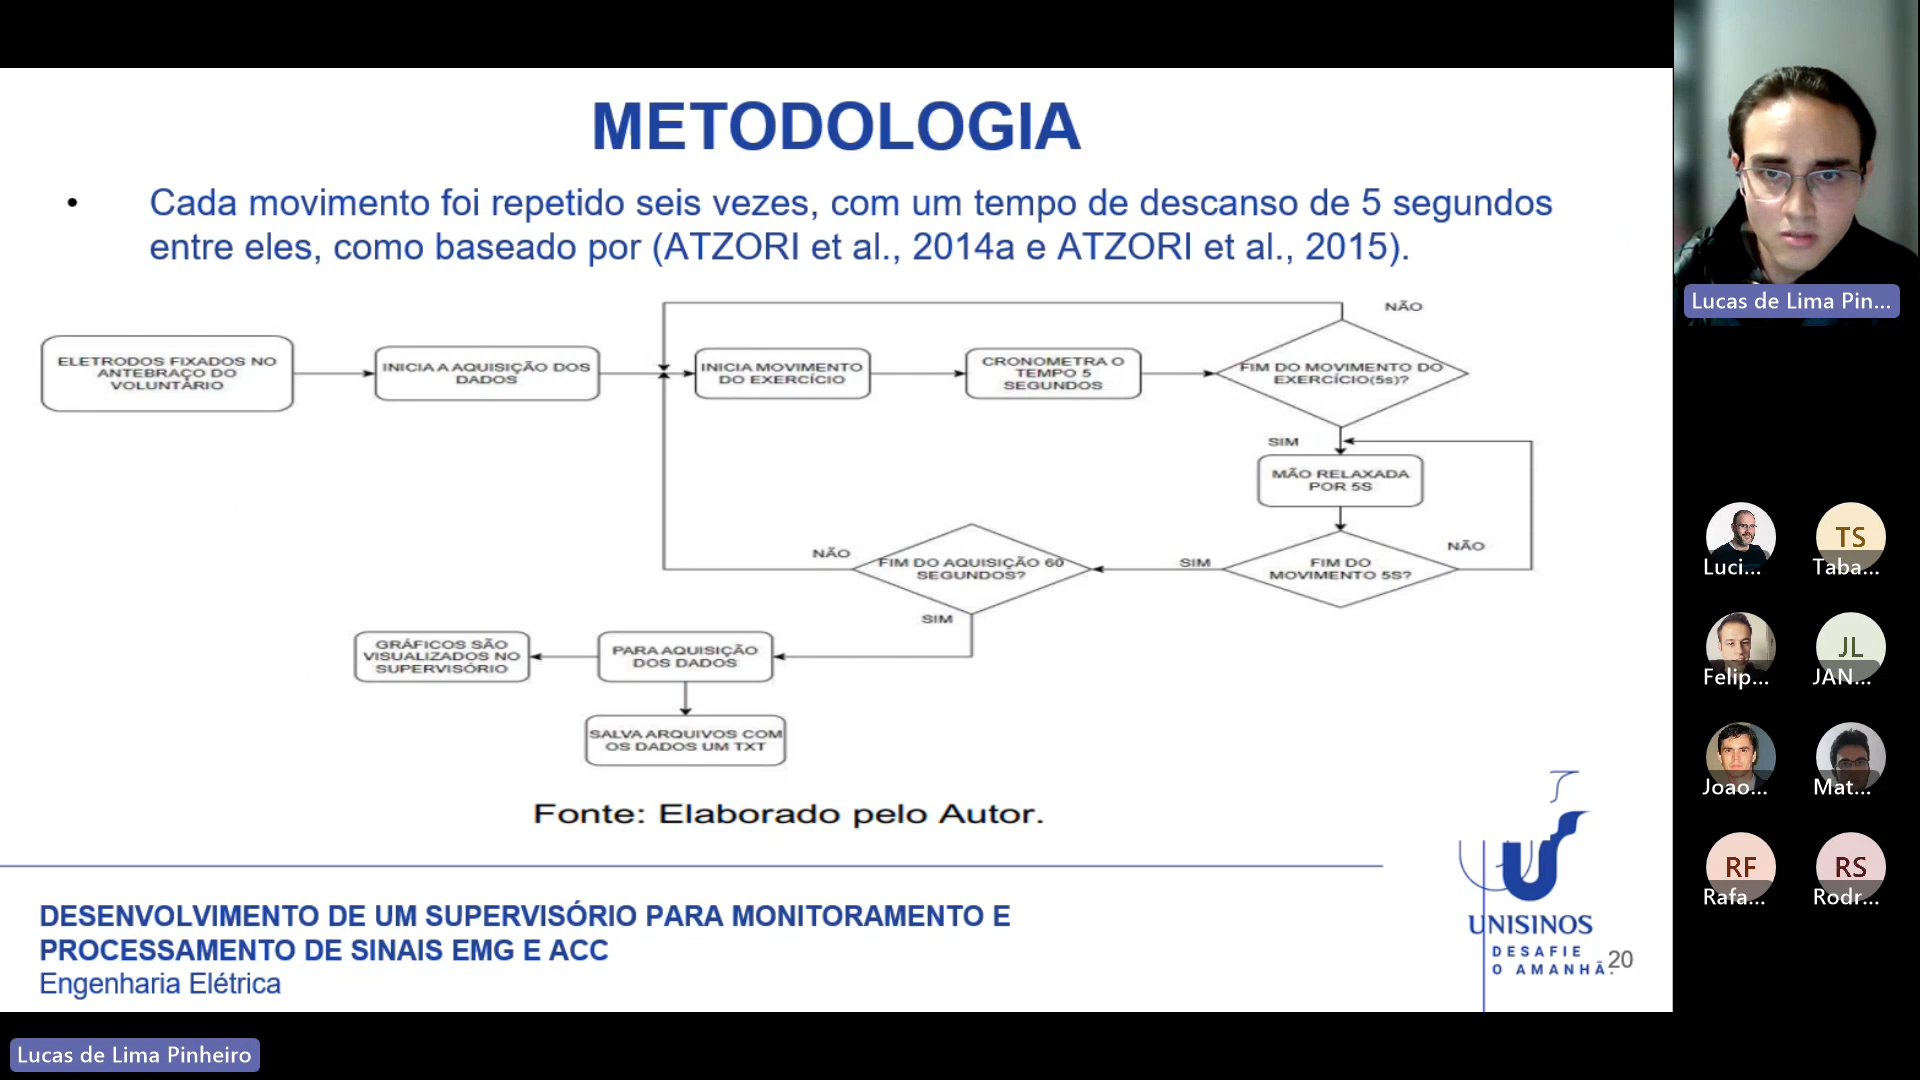 METODOLOGIA
• Cada movimento foi repetido seis vezes, com um tempo de descanso de 5 segundos
entre eles, como baseado por (ATZORI et al., 2014a e ATZORI et al., 2015).
NÃO
ELETRODOS FIXADOS NO
ANTEBRAÇO DO
VOLUNTÁRIO
INICIA A AQUISIÇÃO DOS
DADOS
INICIA MOVIMENTO
DO EXERCÍCIO
CRONOMETRA O
TEMPO 5
SEGUNDOS
FIM DO MOVIMENTO DO
EXERCÍCIO(5s)?
SIM
MÃO RELAXADA
POR 5S
NÃO
FIM DO
MOVIMENTO 5S?
SIM
FIM DO AQUISIÇÃO 60
SEGUNDOS?
NÃO
SIM
PARA AQUISIÇÃO
DOS DADOS
GRÁFICOS SÃO
VISUALIZADOS NO
SUPERVISÓRIO
SALVA ARQUIVOS COM
OS DADOS UM TXT
Fonte: Elaborado pelo Autor.
DESENVOLVIMENTO DE UM SUPERVISÓRIO PARA MONITORAMENTO E
PROCESSAMENTO DE SINAIS EMG E ACC
Engenharia Elétrica
UNISINOS
DESAFIE
O AMANHÃ.
20
Lucas de Lima Pinheiro
Lucas de Lima Pin...
Luci...
TS
Taba...
Felip...
JL
JAN...
Joao...
Mat...
RF
Rafa...
RS
Rodr...